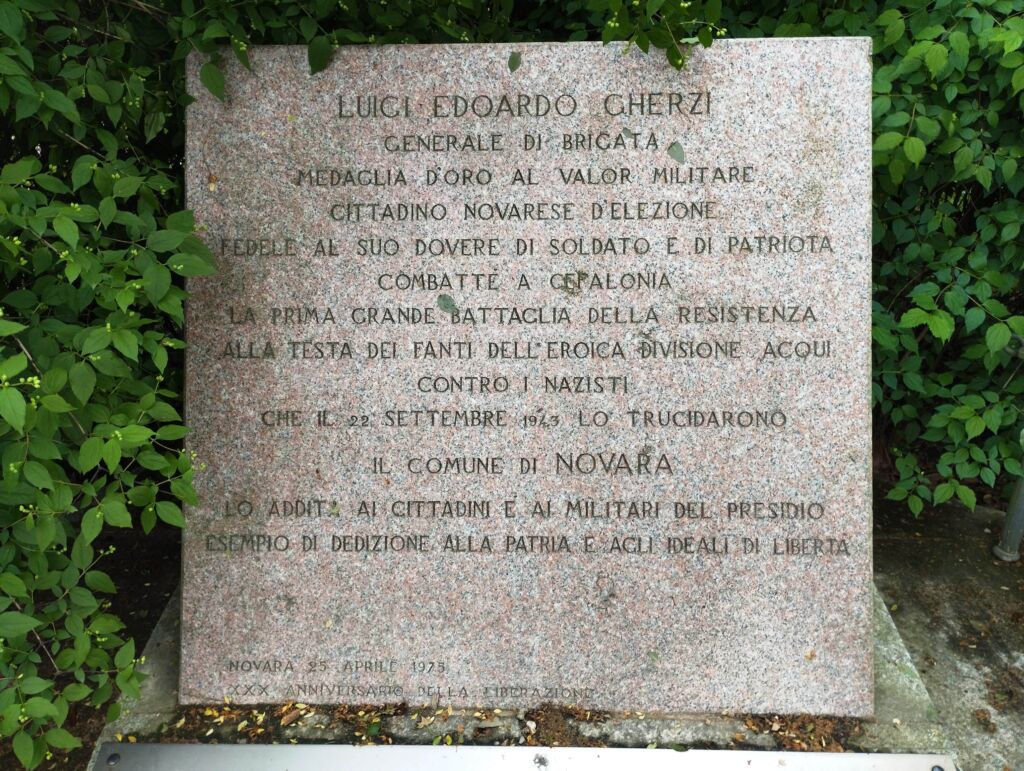 LUIGI EDOARDO GHERZI
GENERALE DI BRIGATA
MEDAGLIA D'ORO AL VALOR MILITARE
CITTADINO NOVARESE D'ELEZIONE
FEDELE AL SUO DOVERE DI SOLDATO E DI PATRIOTA
COMBATTÉ A CEFALONIA
LA PRIMA GRANDE BATTAGLIA DELLA RESISTENZA
ALLA TESTA DEI FANTI DELL'EROICA DIVISIONE ACQUI
CONTRO I NAZISTI
CHE IL 22 SETTEMBRE 1943 LO TRUCIDARONO
IL COMUNE DI NOVARA
LO ADDITA AI CITTADINI E AI MILITARI DEL PRESIDIO
ESEMPIO DI DEDIZIONE ALLA PATRIA E AGLI IDEALI DI LIBERTÀ
NOVARA 25 APRILE 1975
XXX ANNIVERSARIO DELLA LIBERAZIONE